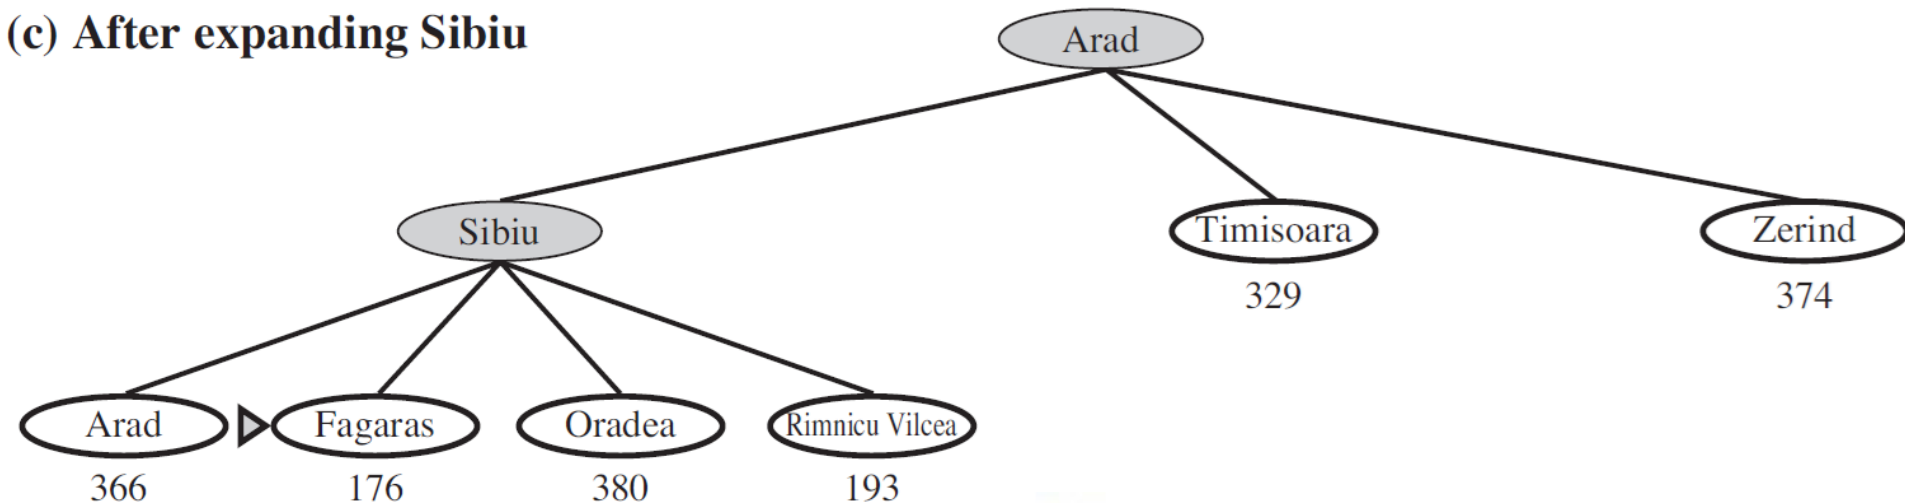 (c) After expanding Sibiu
Arad
Sibiu
Timisoara
Zerind
329
374
Arad
Fagaras
Oradea
Rimnicu Vilcea
366
176
380
193